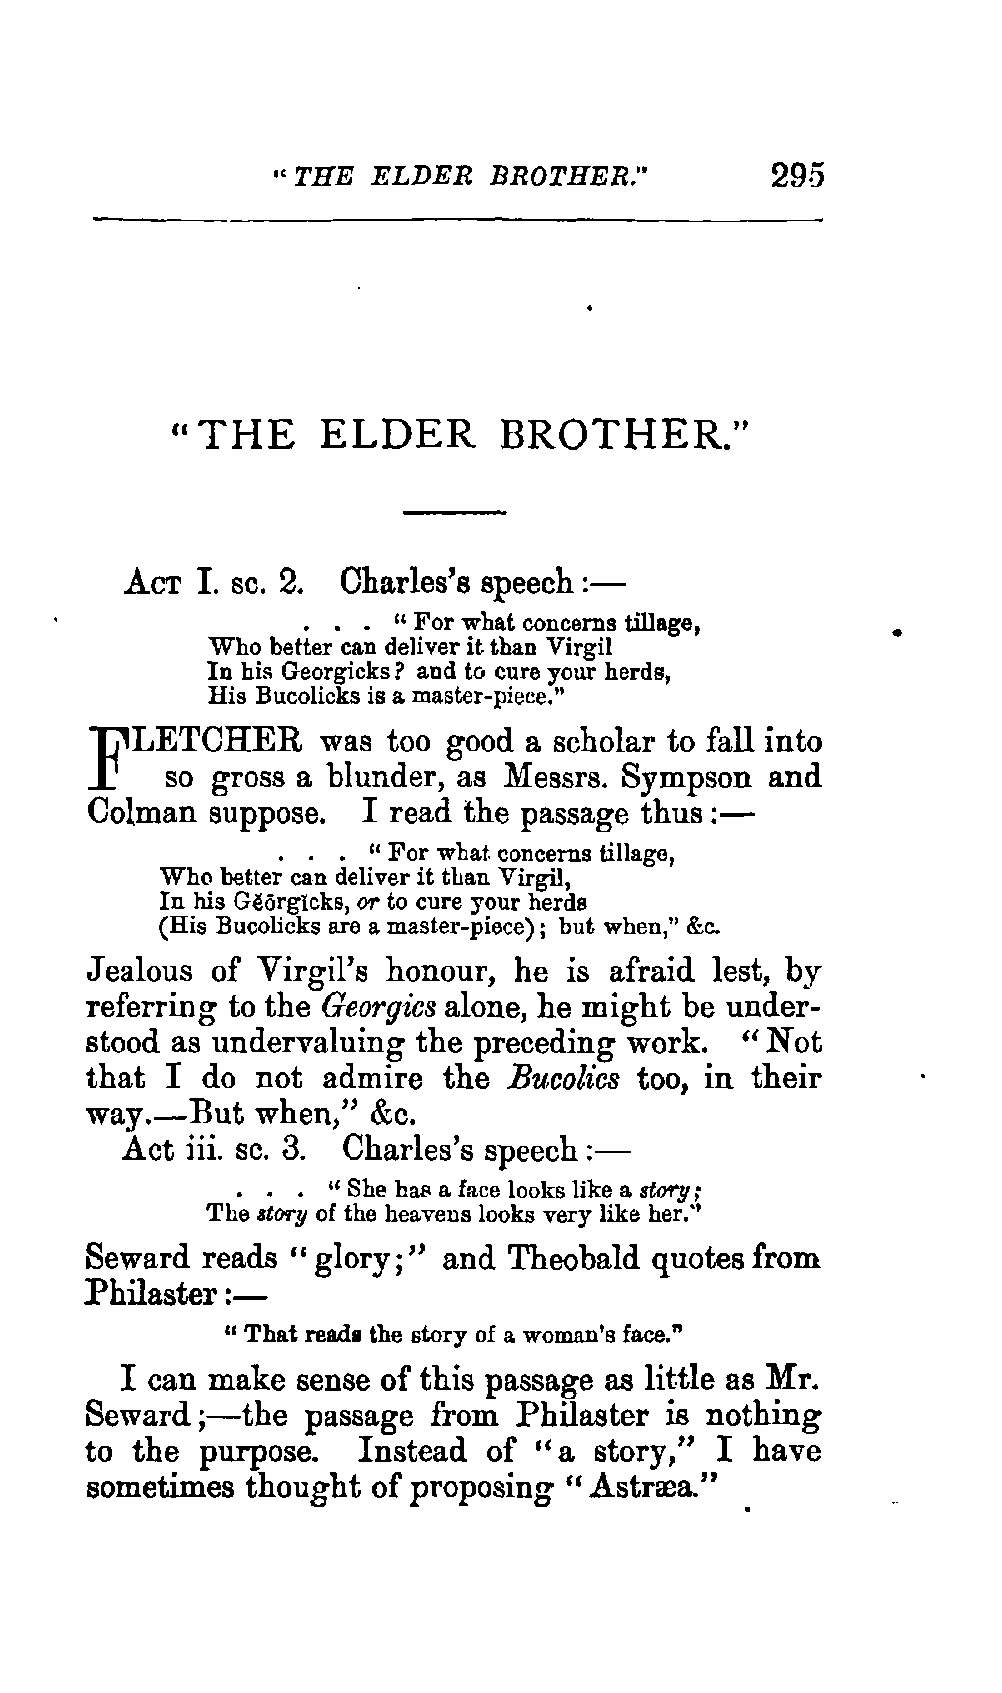 "THE ELDER BROTHER." 295
"THE ELDER BROTHER."
ACT I. sc. 2. Charles's speech :—
. . . "For what concerns tillage,
Who better can deliver it than Virgil
In his Georgicks? and to cure your herds,
His Bucolicks is a master-piece."
FLETCHER was too good a scholar to fall into
so gross a blunder, as Messrs. Sympson and
Colman suppose. I read the passage thus :—
. . . "For what concerns tillage,
Who better can deliver it than Virgil,
In his Gĕōrgĭcks, or to cure your herds
(His Bucolicks are a master-piece); but when," &c.
Jealous of Virgil's honour, he is afraid lest, by
referring to the Georgics alone, he might be under-
stood as undervaluing the preceding work. "Not
that I do not admire the Bucolics too, in their
way.—But when," &c.
Act iii. sc. 3. Charles's speech :—
. . . "She has a face looks like a story;
The story of the heavens looks very like her."
Seward reads "glory;" and Theobald quotes from
Philaster :—
"That reads the story of a woman's face."
I can make sense of this passage as little as Mr.
Seward ;—the passage from Philaster is nothing
to the purpose. Instead of "a story," I have
sometimes thought of proposing "Astræa."